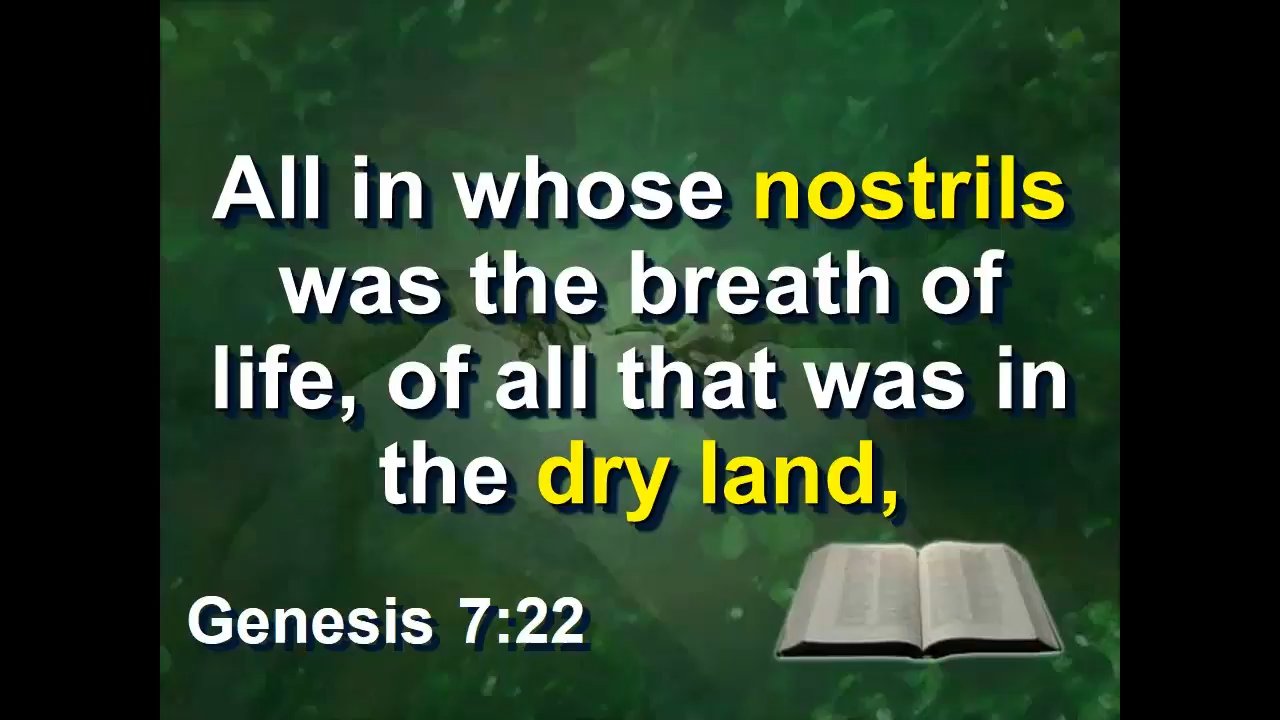 All in whose nostrils
was the breath of
life, of all that was in
the dry land,
Genesis 7:22